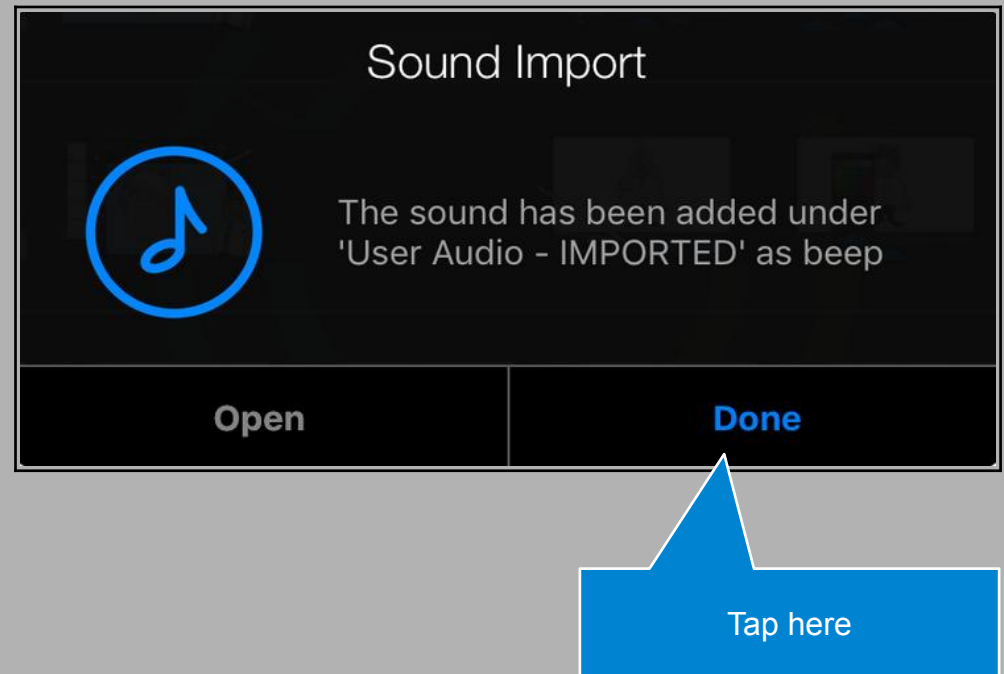 Sound Import
The sound has been added under
'User Audio - IMPORTED' as beep
Open
Done
Tap here